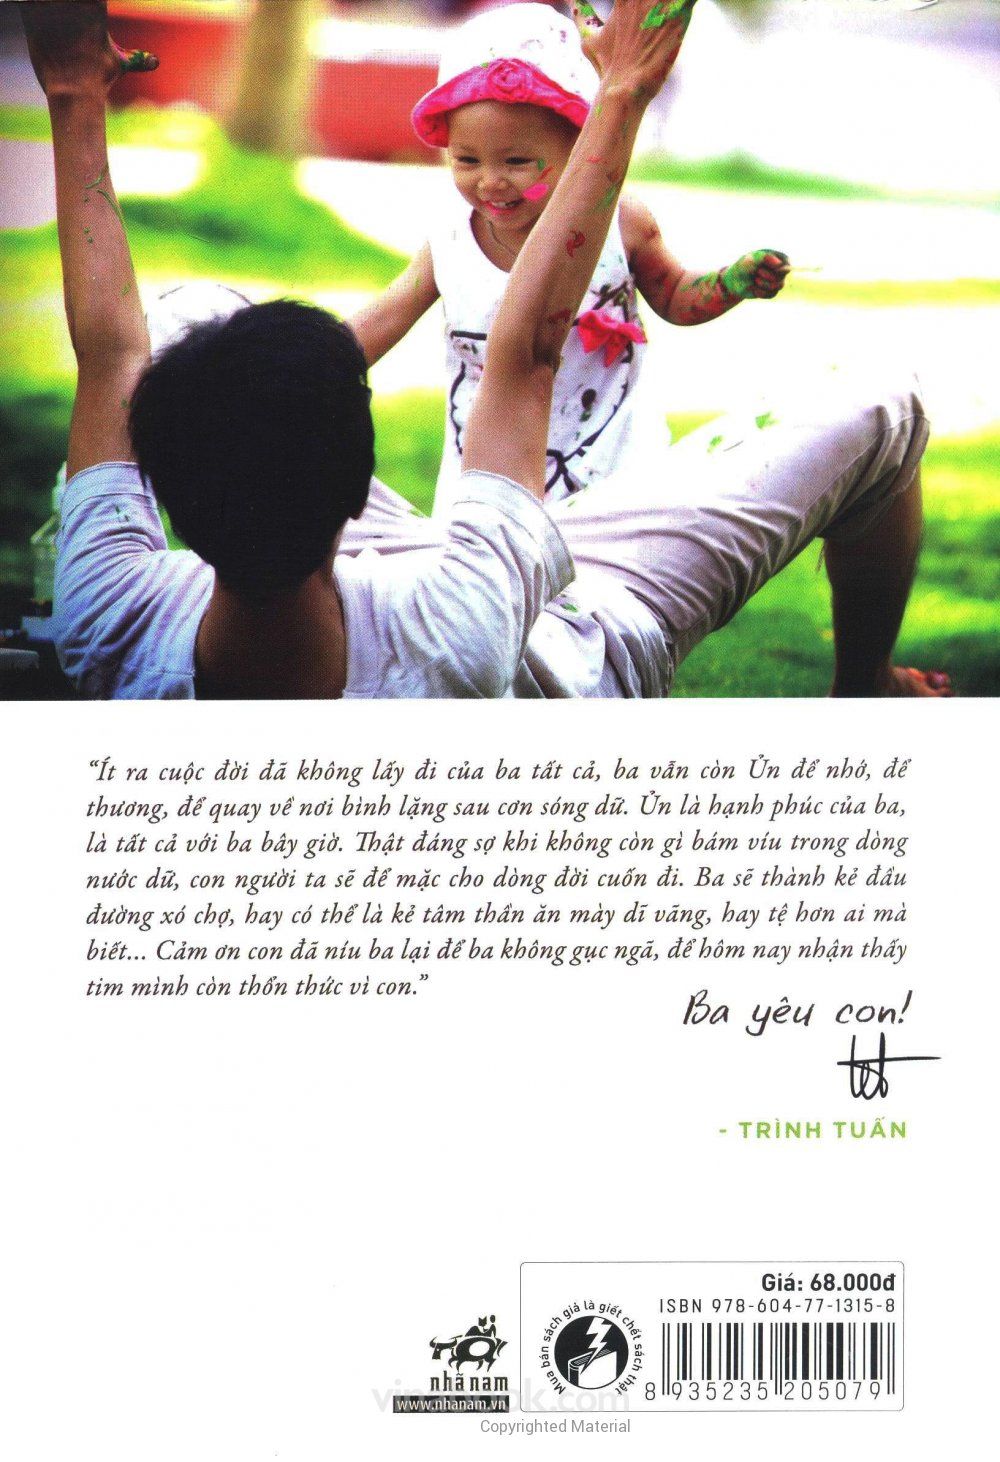 “Ít ra cuộc đời đã không lấy đi của ba tất cả, ba vẫn còn Ủn để nhớ, để
thương, để quay về nơi bình lặng sau cơn sóng dữ. Ủn là hạnh phúc của ba,
là tất cả với ba bây giờ. Thật đáng sợ khi không còn gì bám víu trong dòng
nước dữ, con người ta sẽ để mặc cho dòng đời cuốn đi. Ba sẽ thành kẻ đầu
đường xó chợ, hay có thể là kẻ tâm thần ăn mày dĩ vãng, hay tệ hơn ai mà
biết... Cảm ơn con đã níu ba lại để ba không gục ngã, để hôm nay nhận thấy
tim mình còn thổn thức vì con.”
Ba yêu con!
- TRÌNH TUẤN
Giá: 68.000đ
ISBN 978-604-77-1315-8
Mua bán sách giả là giết chết sách thật
8 935235 205079
nhã nam
www.nhanam.vn
vinabook.com
Copyrighted Material